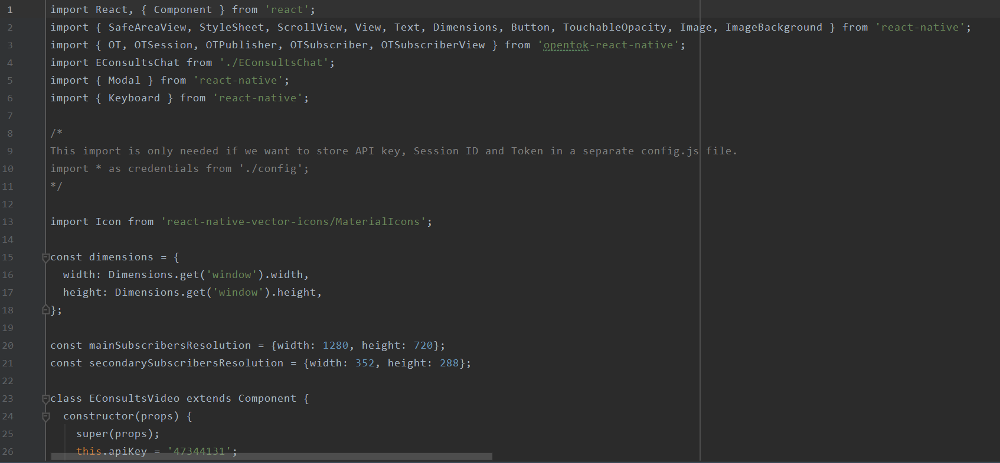 1 import React, { Component } from 'react';
2 import { SafeAreaView, StyleSheet, ScrollView, View, Text, Dimensions, Button, TouchableOpacity, Image, ImageBackground } from 'react-native';
3 import { OT, OTSession, OTPublisher, OTSubscriber, OTSubscriberView } from 'opentok-react-native';
4 import EConsultsChat from './EConsultsChat';
5 import { Modal } from 'react-native';
6 import { Keyboard } from 'react-native';
7
8 /*
9 This import is only needed if we want to store API key, Session ID and Token in a separate config.js file.
10 import * as credentials from './config';
11 */
12
13 import Icon from 'react-native-vector-icons/MaterialIcons';
14
15 const dimensions = {
16   width: Dimensions.get('window').width,
17   height: Dimensions.get('window').height,
18 };
19
20 const mainSubscribersResolution = {width: 1280, height: 720};
21 const secondarySubscribersResolution = {width: 352, height: 288};
22
23 class EConsultsVideo extends Component {
24   constructor(props) {
25     super(props);
26     this.apiKey = '47344131';